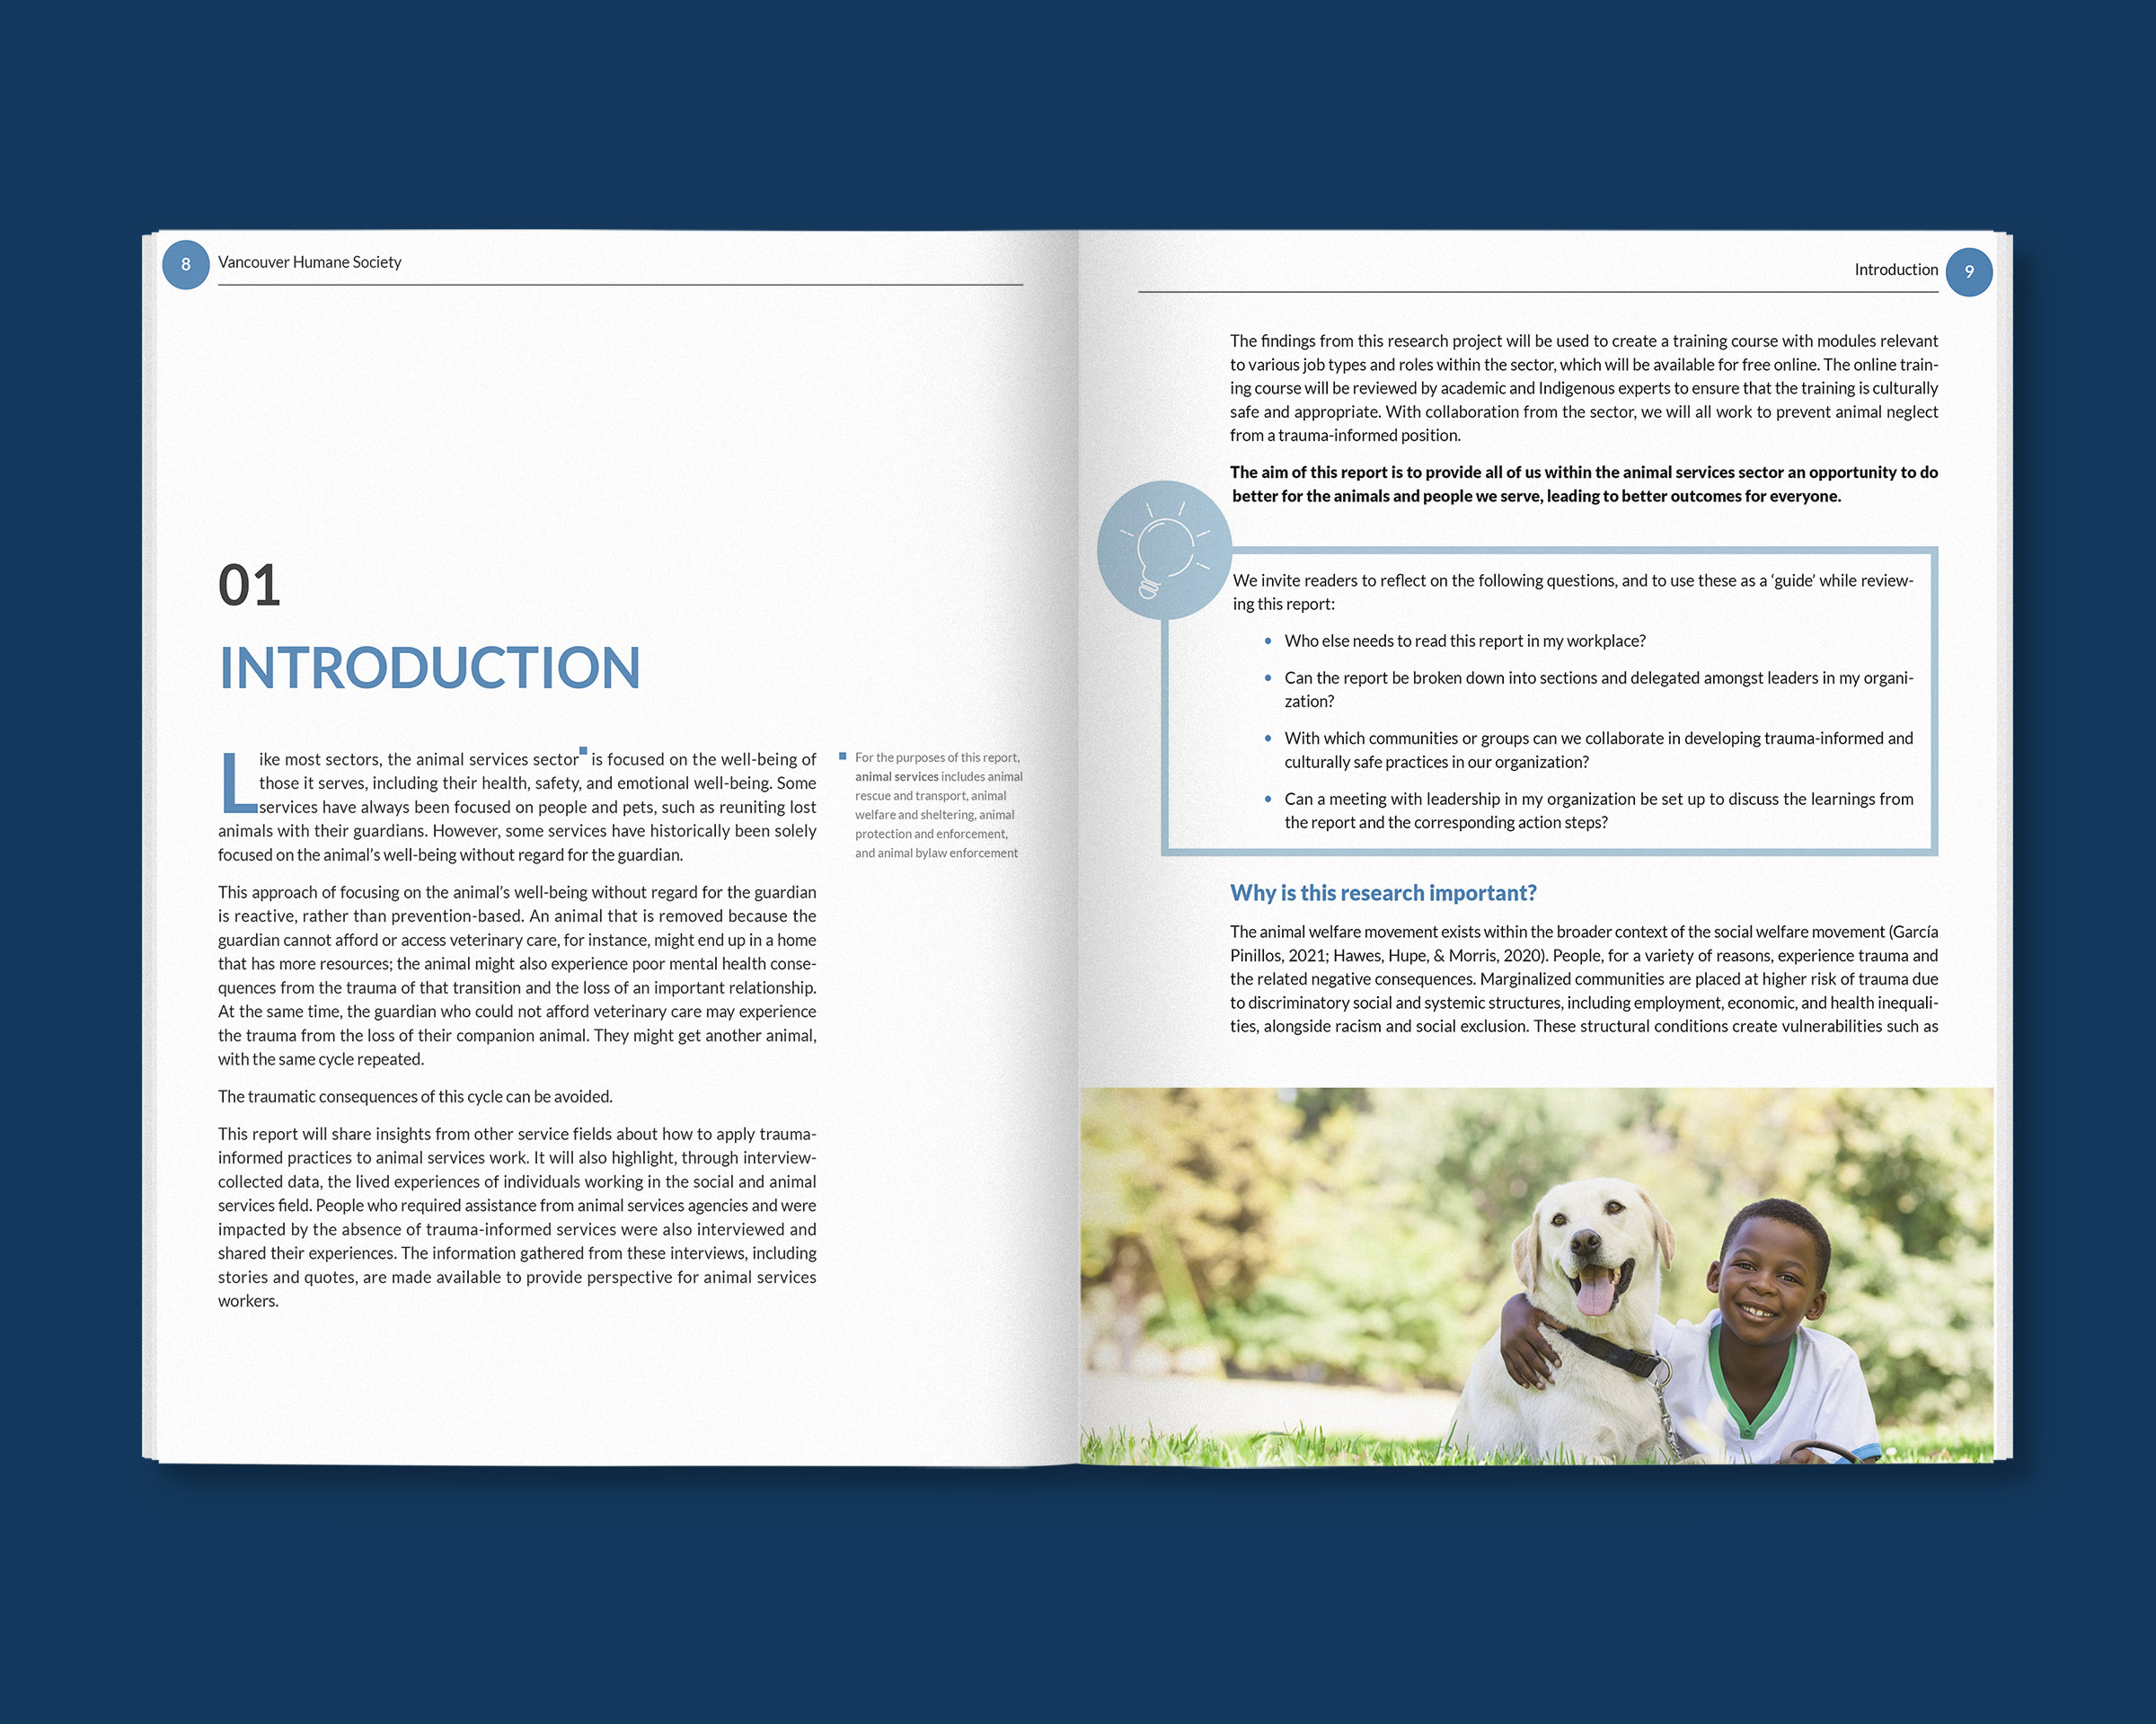 8
Vancouver Humane Society
01
INTRODUCTION
Like most sectors, the animal services sector is focused on the well-being of
those it serves, including their health, safety, and emotional well-being. Some
services have always been focused on people and pets, such as reuniting lost
animals with their guardians. However, some services have historically been solely
focused on the animal's well-being without regard for the guardian.
For the purposes of this report,
animal services includes animal
rescue and transport, animal
welfare and sheltering, animal
protection and enforcement,
and animal bylaw enforcement
This approach of focusing on the animal's well-being without regard for the guardian
is reactive, rather than prevention-based. An animal that is removed because the
guardian cannot afford or access veterinary care, for instance, might end up in a home
that has more resources; the animal might also experience poor mental health conse-
quences from the trauma of that transition and the loss of an important relationship.
At the same time, the guardian who could not afford veterinary care may experience
the trauma from the loss of their companion animal. They might get another animal,
with the same cycle repeated.
The traumatic consequences of this cycle can be avoided.
This report will share insights from other service fields about how to apply trauma-
informed practices to animal services work. It will also highlight, through interview-
collected data, the lived experiences of individuals working in the social and animal
services field. People who required assistance from animal services agencies and were
impacted by the absence of trauma-informed services were also interviewed and
shared their experiences. The information gathered from these interviews, including
stories and quotes, are made available to provide perspective for animal services
workers.
Introduction
9
The findings from this research project will be used to create a training course with modules relevant
to various job types and roles within the sector, which will be available for free online. The online train-
ing course will be reviewed by academic and Indigenous experts to ensure that the training is culturally
safe and appropriate. With collaboration from the sector, we will all work to prevent animal neglect
from a trauma-informed position.
The aim of this report is to provide all of us within the animal services sector an opportunity to do
better for the animals and people we serve, leading to better outcomes for everyone.
We invite readers to reflect on the following questions, and to use these as a ‘guide’ while review-
ing this report:
• Who else needs to read this report in my workplace?
• Can the report be broken down into sections and delegated amongst leaders in my organi-
zation?
• With which communities or groups can we collaborate in developing trauma-informed and
culturally safe practices in our organization?
• Can a meeting with leadership in my organization be set up to discuss the learnings from
the report and the corresponding action steps?
Why is this research important?
The animal welfare movement exists within the broader context of the social welfare movement (García
Pinillos, 2021; Hawes, Hupe, & Morris, 2020). People, for a variety of reasons, experience trauma and
the related negative consequences. Marginalized communities are placed at higher risk of trauma due
to discriminatory social and systemic structures, including employment, economic, and health inequali-
ties, alongside racism and social exclusion. These structural conditions create vulnerabilities such as